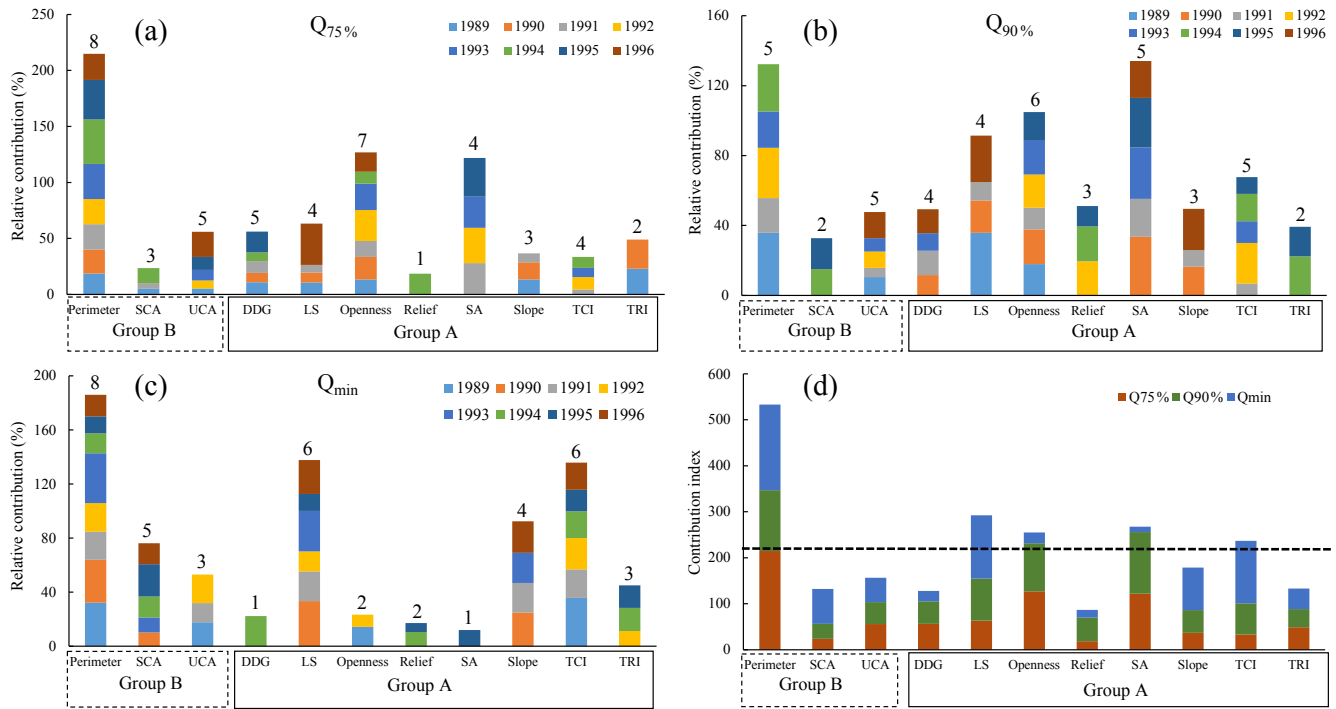 (a)
Q75%
1989 1990 1991 1992
1993 1994 1995 1996
Relative contribution (%)
250
200
150
100
50
0
8 3 5 5 4 7 1 4 3 4 2
Perimeter SCA UCA DDG LS Openness Relief SA Slope TCI TRI
Group B Group A
(b)
Q90%
1989 1990 1991 1992
1993 1994 1995 1996
Relative contribution (%)
160
120
80
40
0
5 2 5 4 4 6 3 5 3 5 2
Perimeter SCA UCA DDG LS Openness Relief SA Slope TCI TRI
Group B Group A
(c)
Qmin
1989 1990 1991 1992
1993 1994 1995 1996
Relative contribution (%)
200
160
120
80
40
0
8 5 3 1 6 2 2 1 4 6 3
Perimeter SCA UCA DDG LS Openness Relief SA Slope TCI TRI
Group B Group A
(d)
Q75% Q90% Qmin
Contribution index
600
500
400
300
200
100
0
Perimeter SCA UCA DDG LS Openness Relief SA Slope TCI TRI
Group B Group A